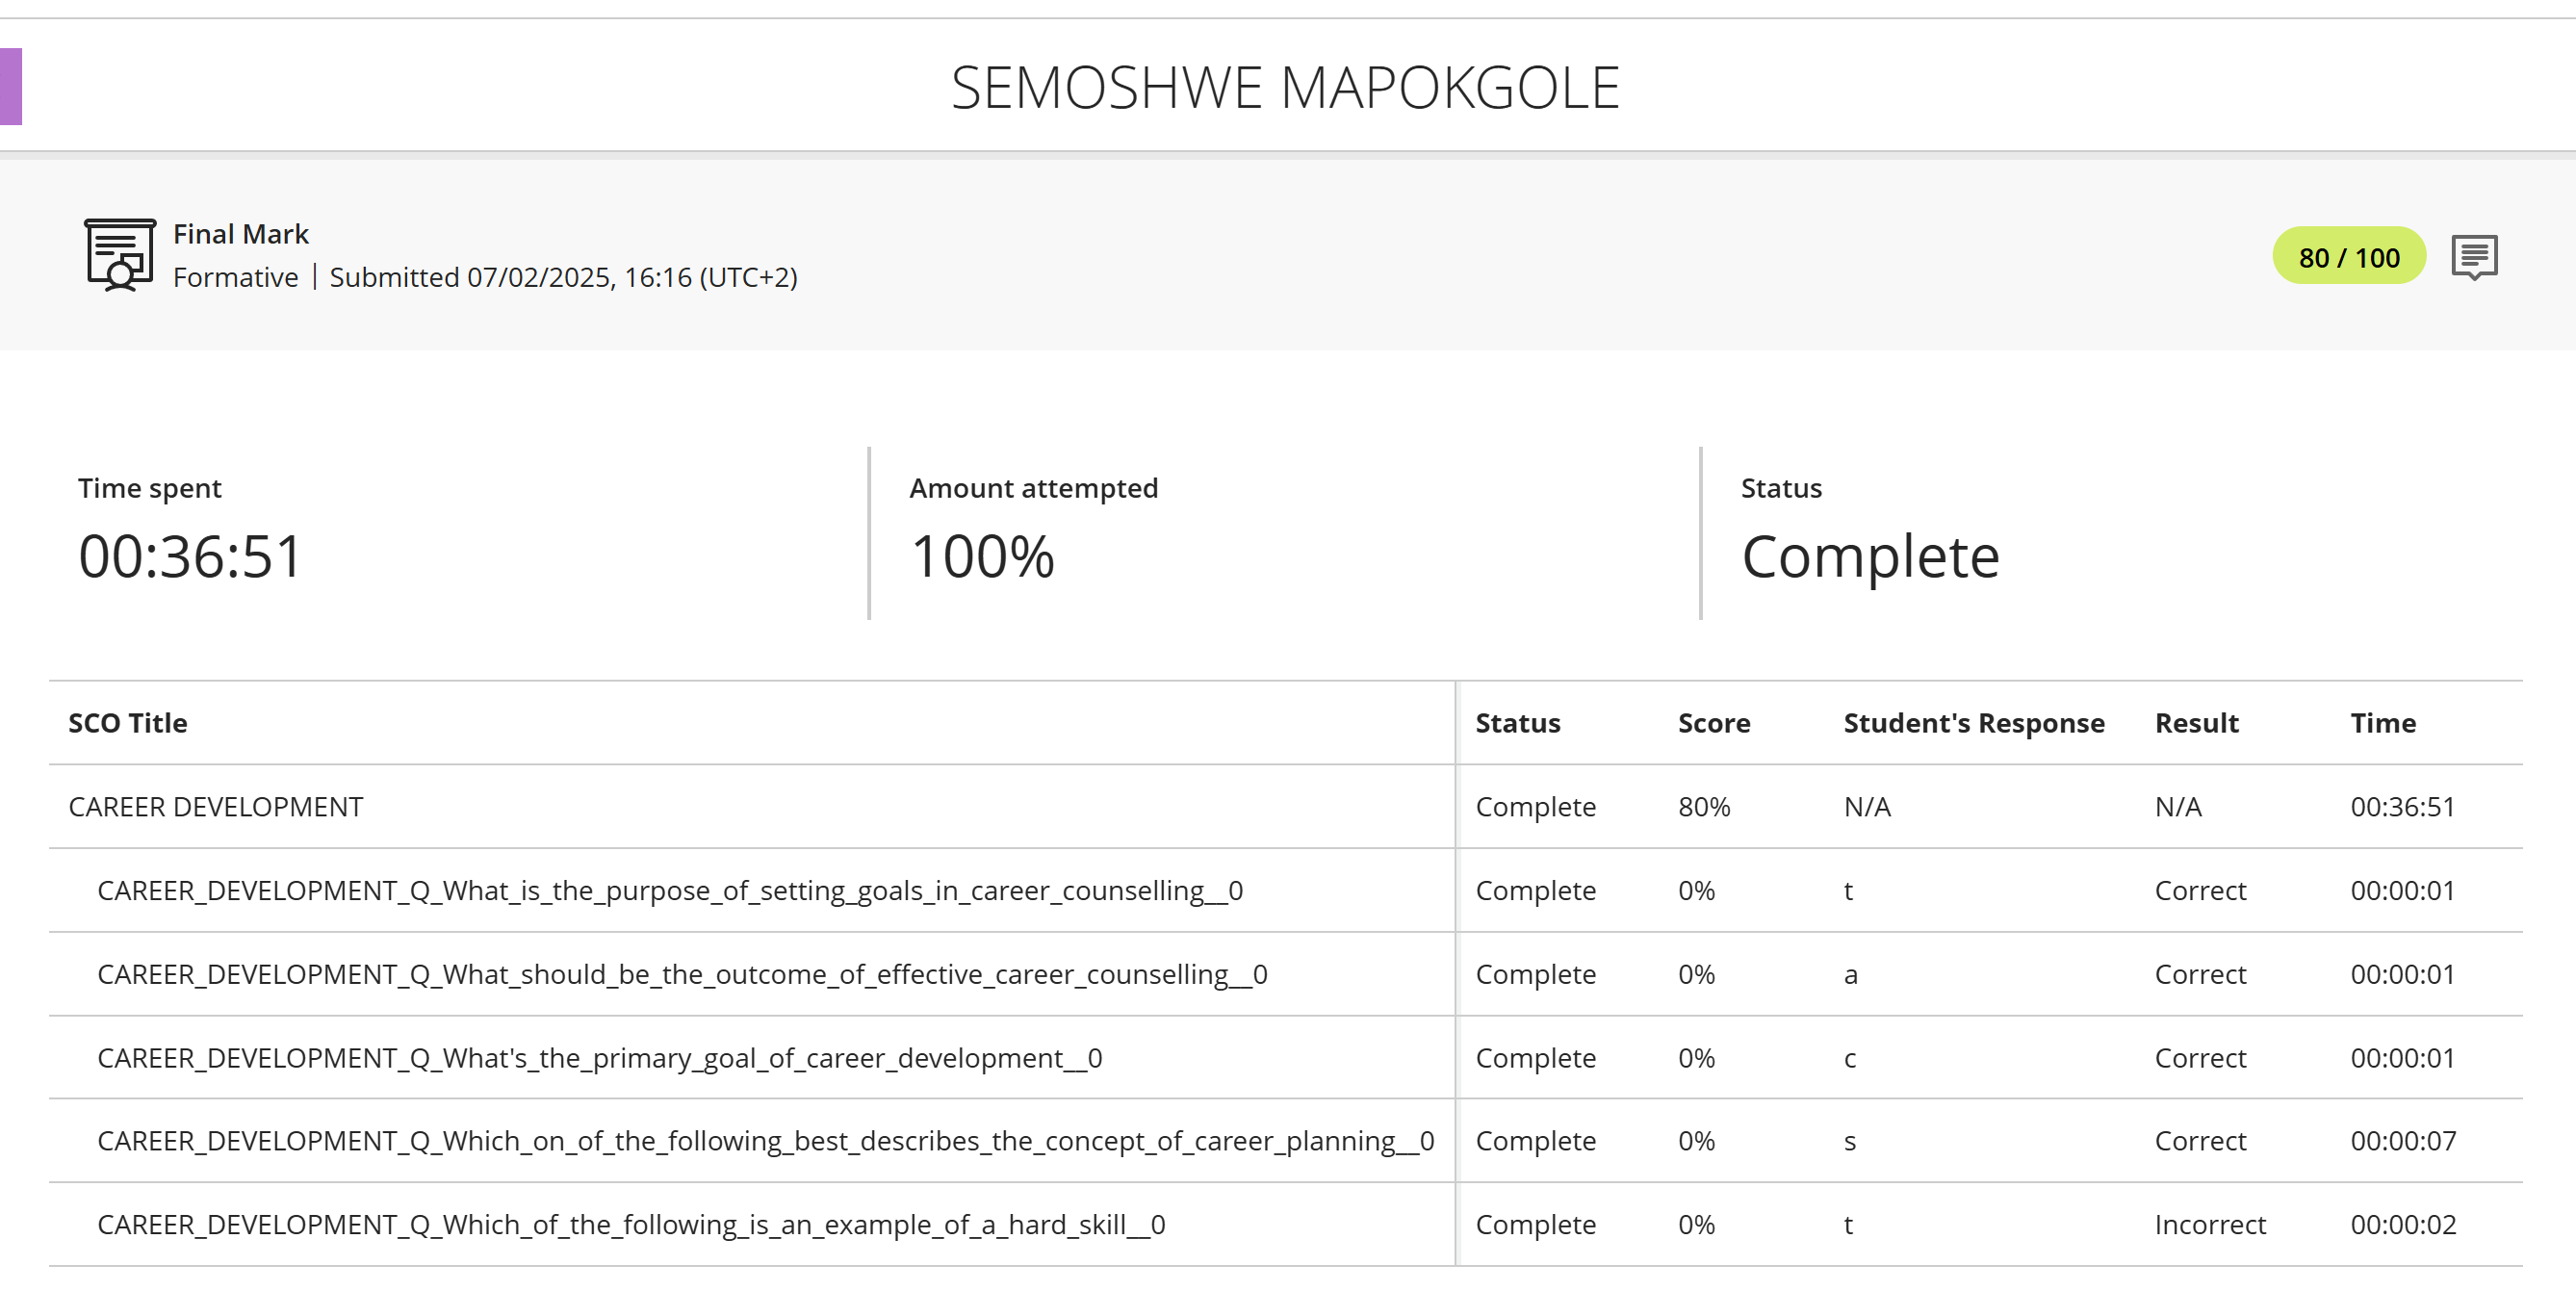 SEMOSHWE MAPOKGOLE
Final Mark
Formative | Submitted 07/02/2025, 16:16 (UTC+2)
80 / 100
Time spent
00:36:51
Amount attempted
100%
Status
Complete
SCO Title Status Score Student's Response Result Time
CAREER DEVELOPMENT Complete 80% N/A N/A 00:36:51
CAREER_DEVELOPMENT_Q_What_is_the_purpose_of_setting_goals_in_career_counselling__0 Complete 0% t Correct 00:00:01
CAREER_DEVELOPMENT_Q_What_should_be_the_outcome_of_effective_career_counselling__0 Complete 0% a Correct 00:00:01
CAREER_DEVELOPMENT_Q_What's_the_primary_goal_of_career_development__0 Complete 0% c Correct 00:00:01
CAREER_DEVELOPMENT_Q_Which_on_of_the_following_best_describes_the_concept_of_career_planning__0 Complete 0% s Correct 00:00:07
CAREER_DEVELOPMENT_Q_Which_of_the_following_is_an_example_of_a_hard_skill__0 Complete 0% t Incorrect 00:00:02